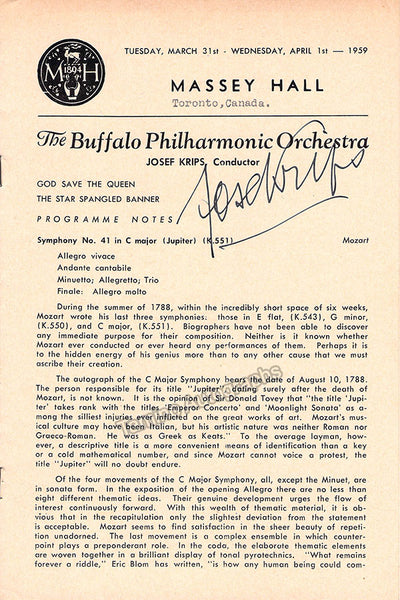 TUESDAY, MARCH 31st - WEDNESDAY, APRIL 1st — 1959
M 1894 H
MASSEY HALL
Toronto, Canada.
The Buffalo Philharmonic Orchestra
JOSEF KRIPS, Conductor
Josef Krips
GOD SAVE THE QUEEN
THE STAR SPANGLED BANNER
PROGRAMME NOTES
Symphony No. 41 in C major (Jupiter) (K.551) Mozart
Allegro vivace
Andante cantabile
Minuetto; Allegretto; Trio
Finale: Allegro molto
During the summer of 1788, within the incredibly short space of six weeks,
Mozart wrote his last three symphonies: those in E flat, (K.543), G minor,
(K.550), and C major, (K.551). Biographers have not been able to discover
any immediate purpose for their composition. Neither is it known whether
Mozart ever conducted or ever heard any performances of them. Perhaps it is
to the hidden energy of his genius more than to any other cause that we must
ascribe their creation.
The autograph of the C Major Symphony bears the date of August 10, 1788.
The person responsible for its title "Jupiter", dating surely after the death of
Mozart, is not known. It is the opinion of Donald Tovey that "the title 'Jupi-
ter' takes rank with the titles 'Emperor Concerto' and 'Moonlight Sonata' as a-
mong the silliest injuries ever inflicted on the great works of art. Mozart's mus-
ical culture may have been Italian, but his artistic nature was neither Roman nor
Graeco-Roman. He was as Greek as Keats." To the average layman, how-
ever, a descriptive title is a more convenient means of identification than a key
or a cold mathematical number, and since Mozart cannot voice a protest, the
title "Jupiter" will no doubt endure.
Of the four movements of the C Major Symphony, all, except the Minuet, are
in sonata form. In the exposition of the opening Allegro there are no less than
eight different thematic ideas. Their genuine development urges the flow of
interest continuously forward. With this wealth of thematic material, it is ob-
vious that in the recapitulation only the slightest deviation from the statement
is acceptable. Mozart seems to find satisfaction in the sheer beauty of repeti-
tion unadorned. The last movement is a complex ensemble in which counter-
point plays a preponderant role. In the coda, the elaborate thematic elements
are woven together in a brilliant display of tonal pyrotechnics. "What remains
forever a riddle," Eric Blom has written, "is how any human being could com-